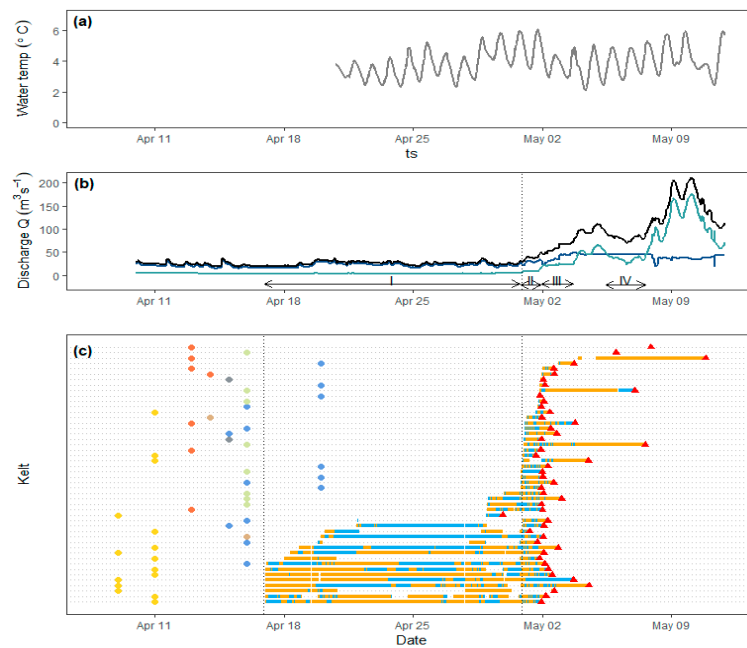 (a)
Water temp (° C)
6
4
2
0
Apr 11 Apr 18 Apr 25 May 02 May 09
ts
(b)
Discharge Q (m³s⁻¹)
200
150
100
50
0
I II III IV
Apr 11 Apr 18 Apr 25 May 02 May 09
(c)
Kelt
Apr 11 Apr 18 Apr 25 May 02 May 09
Date